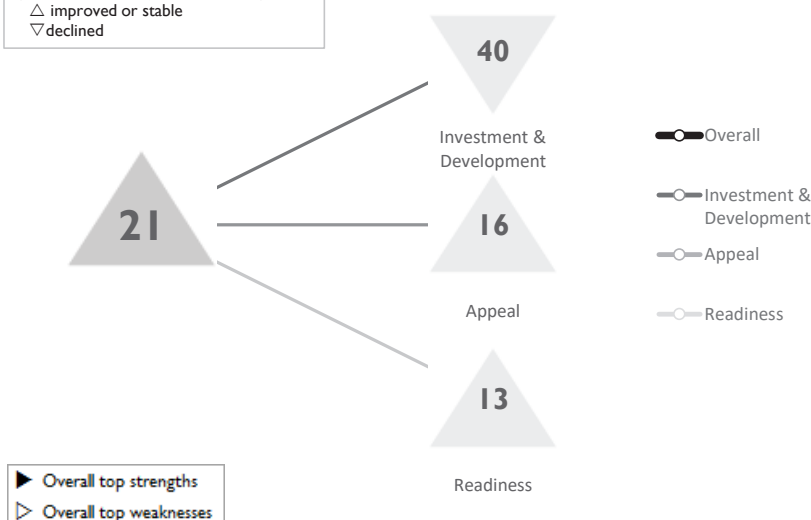 △ improved or stable
▽ declined
40
Investment &
Development
21
16
Appeal
13
Readiness
Overall
Investment &
Development
Appeal
Readiness
▶ Overall top strengths
▷ Overall top weaknesses